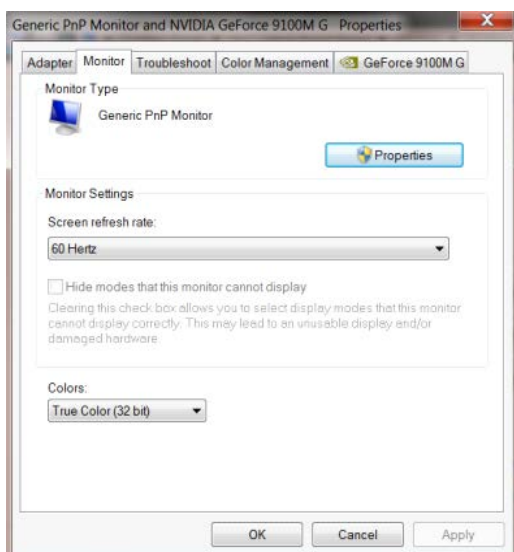 Generic PnP Monitor and NVIDIA GeForce 9100M G Properties
X
Adapter Monitor Troubleshoot Color Management GeForce 9100M G
Monitor Type
Generic PnP Monitor
Properties
Monitor Settings
Screen refresh rate:
60 Hertz
Hide modes that this monitor cannot display
Clearing this check box allows you to select display modes that this monitor
cannot display correctly. This may lead to an unusable display and/or
damaged hardware.
Colors:
True Color (32 bit)
OK Cancel Apply